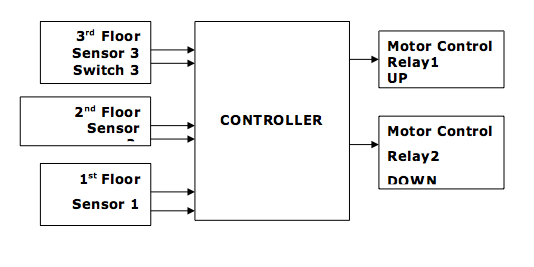 3rd Floor
Sensor 3
Switch 3
2nd Floor
Sensor
1st Floor
Sensor 1
CONTROLLER
Motor Control
Relay1
UP
Motor Control
Relay2
DOWN